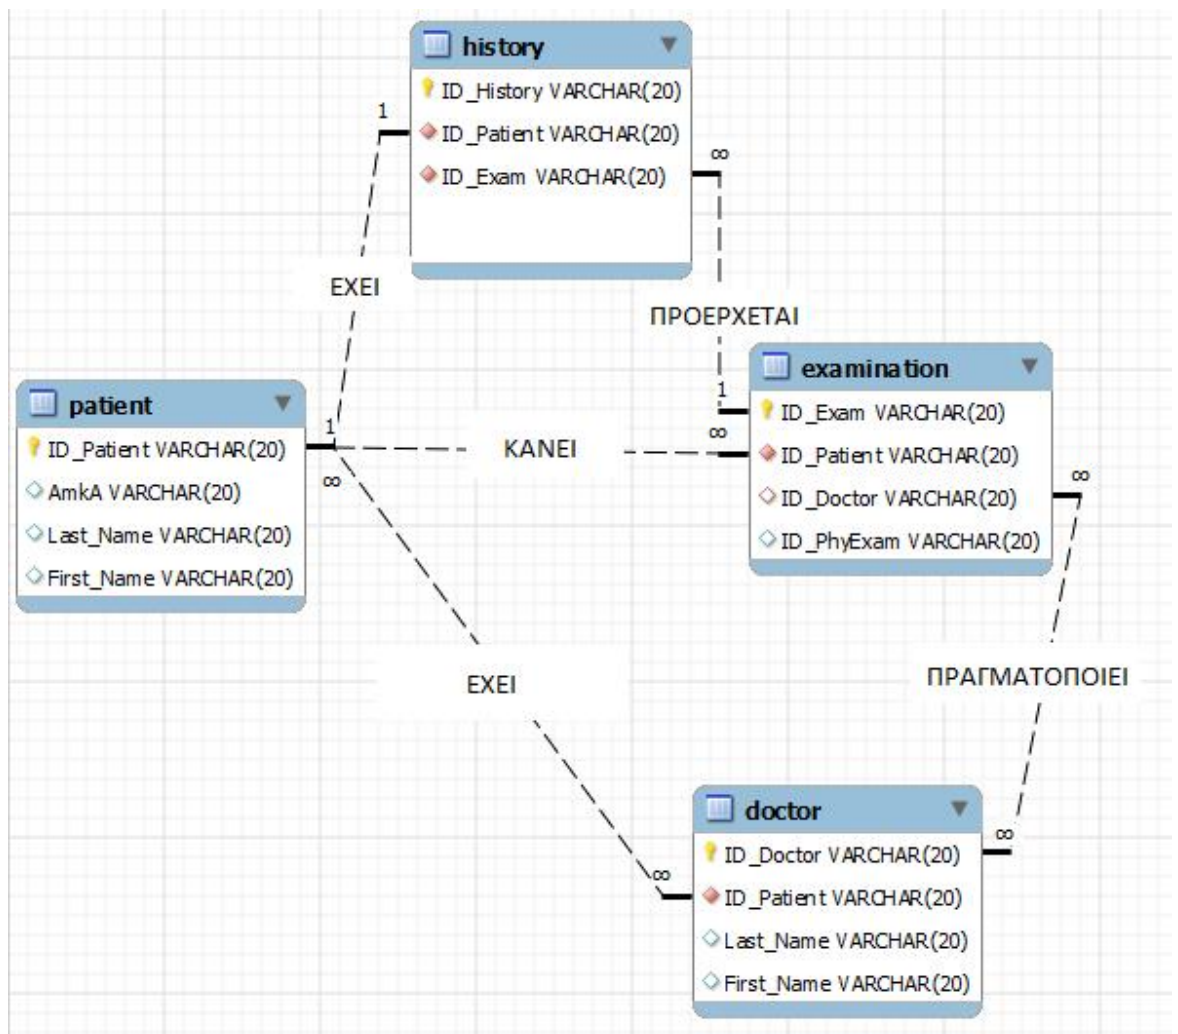 history
ID_History VARCHAR(20)
1
ID_Patient VARCHAR(20)
∞
ID_Exam VARCHAR(20)
ΕΧΕΙ
ΠΡΟΕΡΧΕΤΑΙ
examination
patient
1
ID_Exam VARCHAR(20)
1
∞
ID_Patient VARCHAR(20)
ID_Patient VARCHAR(20)
ΚΑΝΕΙ
∞
AmkA VARCHAR(20)
∞
ID_Doctor VARCHAR(20)
Last_Name VARCHAR(20)
ID_PhyExam VARCHAR(20)
First_Name VARCHAR(20)
ΕΧΕΙ
ΠΡΑΓΜΑΤΟΠΟΙΕΙ
doctor
∞
ID_Doctor VARCHAR(20)
∞
ID_Patient VARCHAR(20)
Last_Name VARCHAR(20)
First_Name VARCHAR(20)